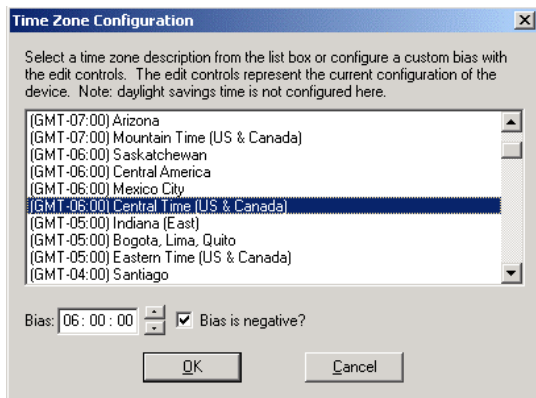 Time Zone Configuration
Select a time zone description from the list box or configure a custom bias with
the edit controls. The edit controls represent the current configuration of the
device. Note: daylight savings time is not configured here.
(GMT-07:00) Arizona
(GMT-07:00) Mountain Time (US & Canada)
(GMT-06:00) Saskatchewan
(GMT-06:00) Central America
(GMT-06:00) Mexico City
(GMT-06:00) Central Time (US & Canada)
(GMT-05:00) Indiana (East)
(GMT-05:00) Bogota, Lima, Quito
(GMT-05:00) Eastern Time (US & Canada)
(GMT-04:00) Santiago
Bias: 06: 00: 00 Bias is negative?
OK Cancel